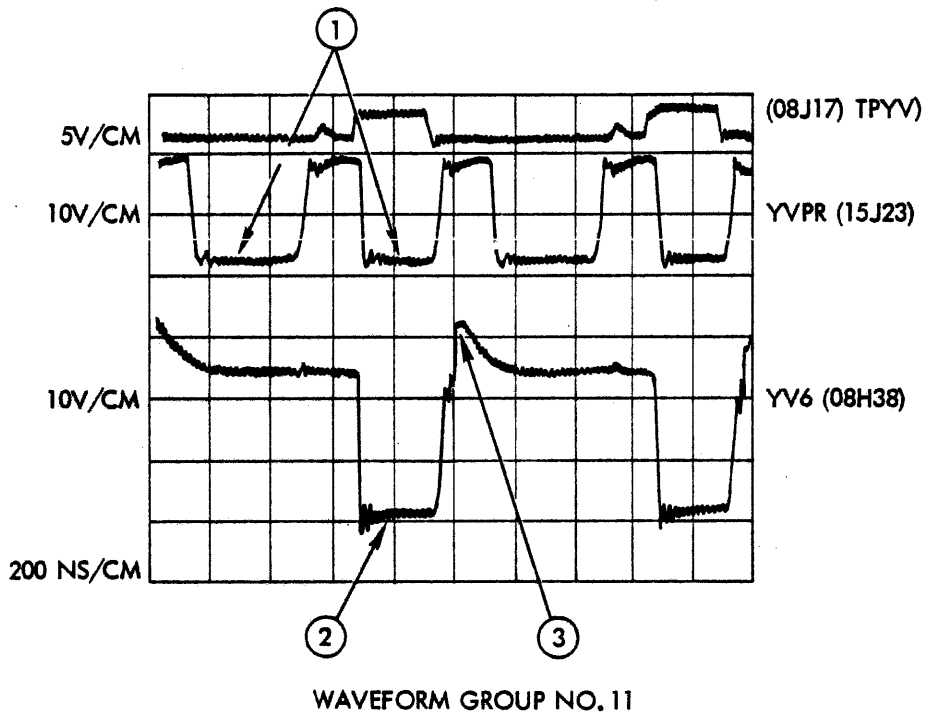 1
5V/CM
(08J17) TPYV)
10V/CM
YVPR (15J23)
10V/CM
YV6 (08H38)
200 NS/CM
2
3
WAVEFORM GROUP NO. 11